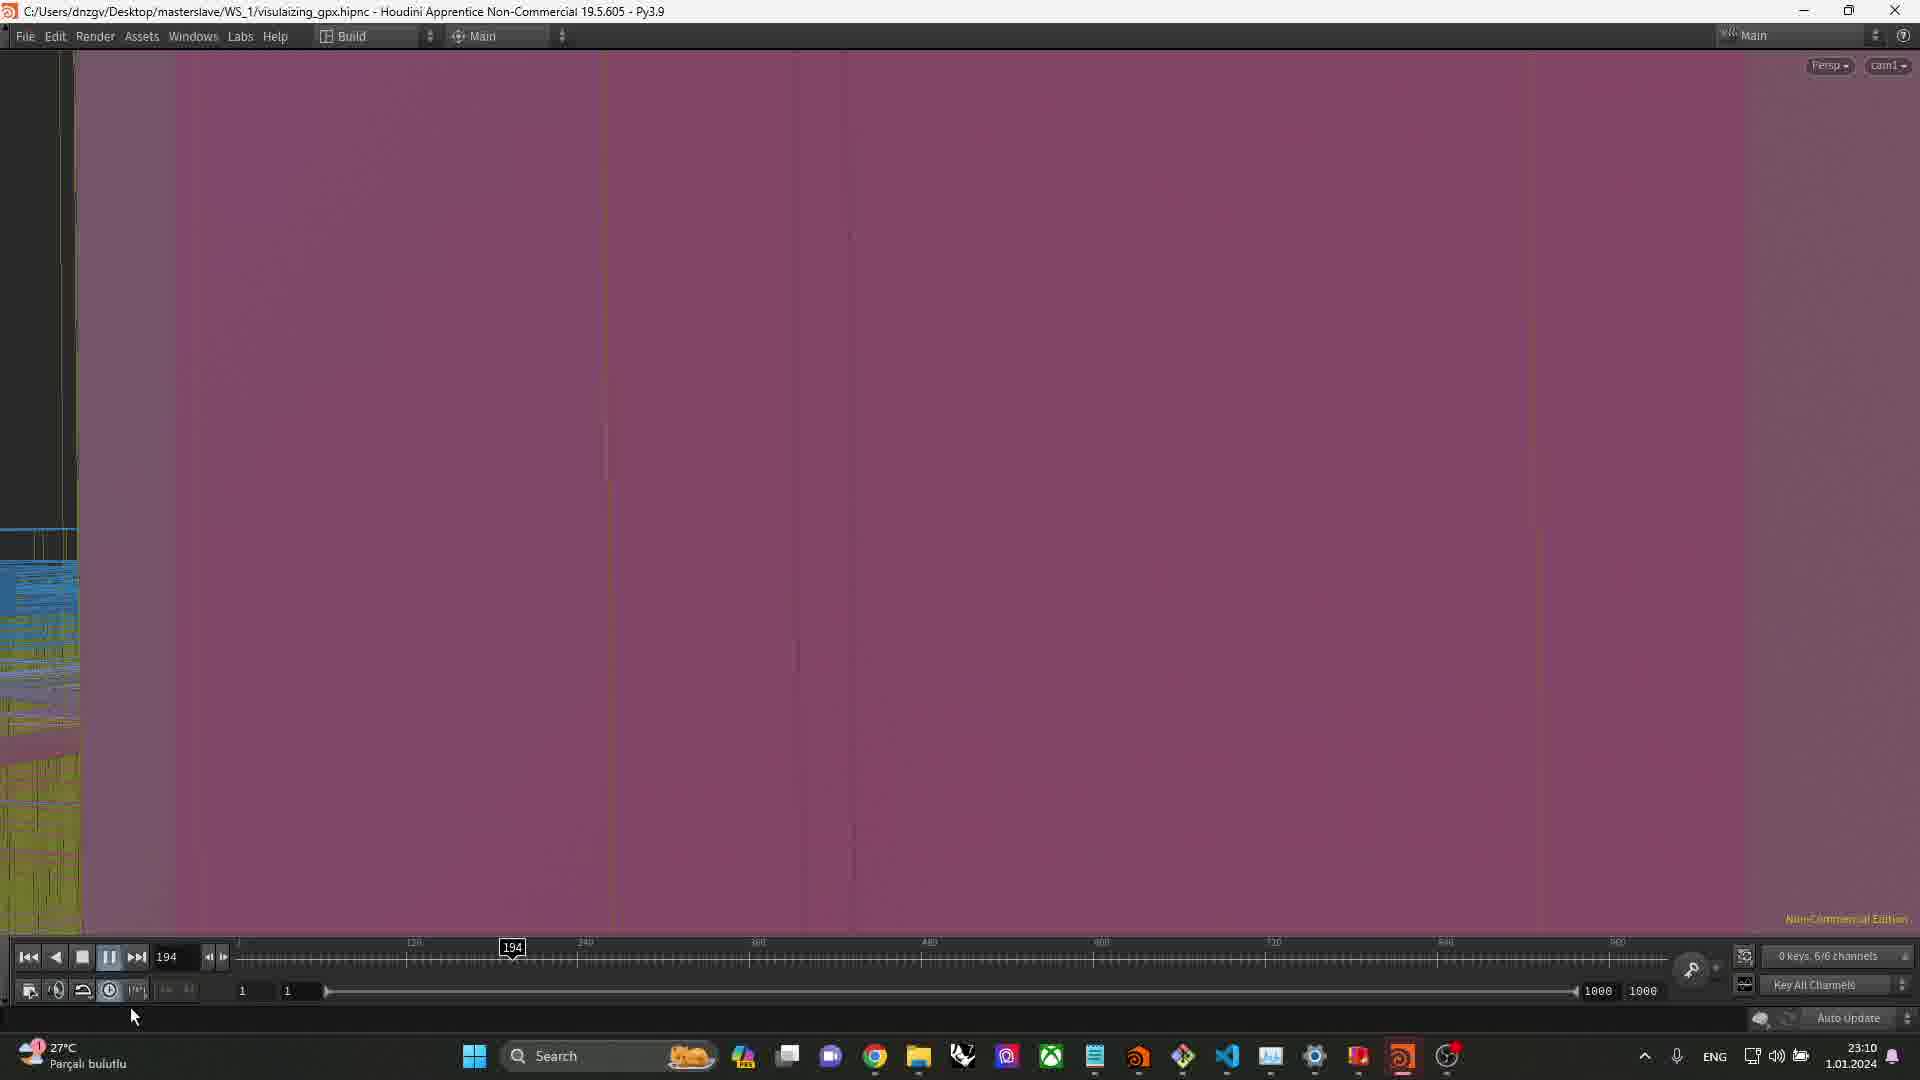 C:/Users/dnzgv/Desktop/masterslave/WS_1/visulaizing_gpx.hipnc - Houdini Apprentice Non-Commercial 19.5.605 - Py3.9
File Edit Render Assets Windows Labs Help Build Main Main
Persp cam1
Non-Commercial Edition
194 1 120 194 240 360 480 600 720 840 960 0 keys, 6/6 channels
1 1 1000 1000 Key All Channels
Auto Update
27°C
Parçalı bulutlu
Search
ENG
23:10
1.01.2024